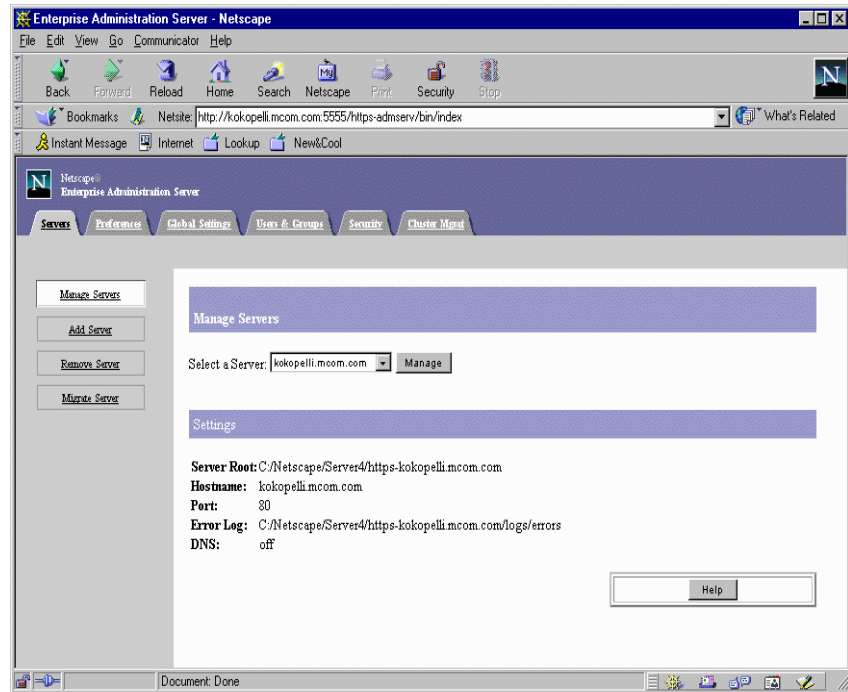 Enterprise Administration Server - Netscape
File Edit View Go Communicator Help
Back Forward Reload Home Search Netscape Print Security Stop
Bookmarks Netsite: http://kokopelli.mcom.com:5555/https-admserv/bin/index What's Related
Instant Message Internet Lookup New&Cool
Netscape®
Enterprise Administration Server
Servers Preferences Global Settings Users & Groups Security Cluster Mgmt
Manage Servers
Add Server
Remove Server
Migrate Server
Manage Servers
Select a Server: kokopelli.mcom.com Manage
Settings
Server Root: C:/Netscape/Server4/https-kokopelli.mcom.com
Hostname: kokopelli.mcom.com
Port: 80
Error Log: C:/Netscape/Server4/https-kokopelli.mcom.com/logs/errors
DNS: off
Help
Document: Done